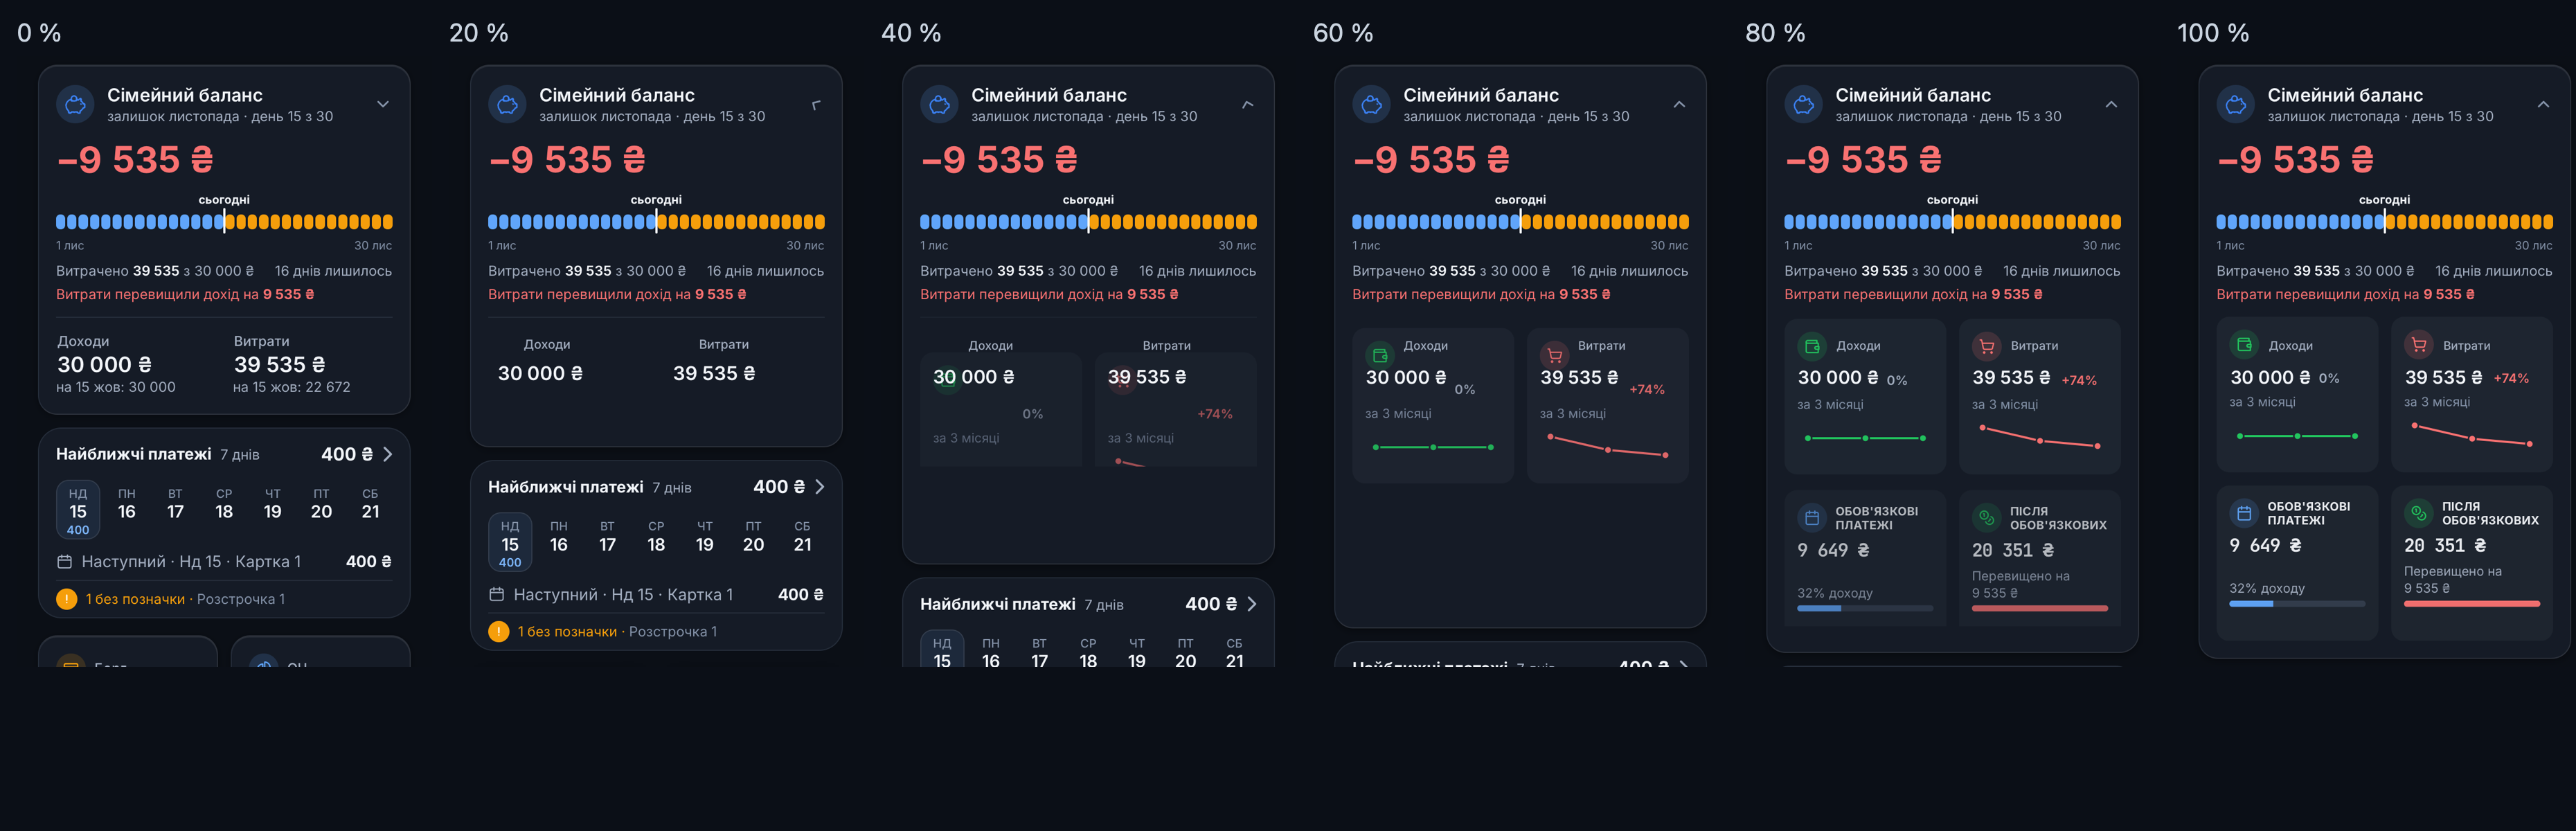 0 %
Сімейний баланс
залишок листопада · день 15 з 30
–9 535 ₴
сьогодні
1 лис 30 лис
Витрачено 39 535 з 30 000 ₴ 16 днів лишилось
Витрати перевищили дохід на 9 535 ₴
Доходи Витрати
30 000 ₴ 39 535 ₴
на 15 жов: 30 000 на 15 жов: 22 672
Найближчі платежі 7 днів 400 ₴
НД ПН ВТ СР ЧТ ПТ СБ
15 16 17 18 19 20 21
400
Наступний · Нд 15 · Картка 1 400 ₴
! 1 без позначки · Розстрочка 1
20 %
Сімейний баланс
залишок листопада · день 15 з 30
–9 535 ₴
сьогодні
1 лис 30 лис
Витрачено 39 535 з 30 000 ₴ 16 днів лишилось
Витрати перевищили дохід на 9 535 ₴
Доходи Витрати
30 000 ₴ 39 535 ₴
Найближчі платежі 7 днів 400 ₴
НД ПН ВТ СР ЧТ ПТ СБ
15 16 17 18 19 20 21
400
Наступний · Нд 15 · Картка 1 400 ₴
! 1 без позначки · Розстрочка 1
40 %
Сімейний баланс
залишок листопада · день 15 з 30
–9 535 ₴
сьогодні
1 лис 30 лис
Витрачено 39 535 з 30 000 ₴ 16 днів лишилось
Витрати перевищили дохід на 9 535 ₴
Доходи Витрати
30 000 ₴ 39 535 ₴
0% +74%
за 3 місяці за 3 місяці
Найближчі платежі 7 днів 400 ₴
НД ПН ВТ СР ЧТ ПТ СБ
15 16 17 18 19 20 21
60 %
Сімейний баланс
залишок листопада · день 15 з 30
–9 535 ₴
сьогодні
1 лис 30 лис
Витрачено 39 535 з 30 000 ₴ 16 днів лишилось
Витрати перевищили дохід на 9 535 ₴
Доходи Витрати
30 000 ₴ 0% 39 535 ₴ +74%
за 3 місяці за 3 місяці
Найближчі платежі 7 днів 400 ₴
80 %
Сімейний баланс
залишок листопада · день 15 з 30
–9 535 ₴
сьогодні
1 лис 30 лис
Витрачено 39 535 з 30 000 ₴ 16 днів лишилось
Витрати перевищили дохід на 9 535 ₴
Доходи Витрати
30 000 ₴ 0% 39 535 ₴ +74%
за 3 місяці за 3 місяці
ОБОВ'ЯЗКОВІ ПІСЛЯ
ПЛАТЕЖІ ОБОВ'ЯЗКОВИХ
9 649 ₴ 20 351 ₴
Перевищено на
32% доходу 9 535 ₴
100 %
Сімейний баланс
залишок листопада · день 15 з 30
–9 535 ₴
сьогодні
1 лис 30 лис
Витрачено 39 535 з 30 000 ₴ 16 днів лишилось
Витрати перевищили дохід на 9 535 ₴
Доходи Витрати
30 000 ₴ 0% 39 535 ₴ +74%
за 3 місяці за 3 місяці
ОБОВ'ЯЗКОВІ ПІСЛЯ
ПЛАТЕЖІ ОБОВ'ЯЗКОВИХ
9 649 ₴ 20 351 ₴
Перевищено на
32% доходу 9 535 ₴